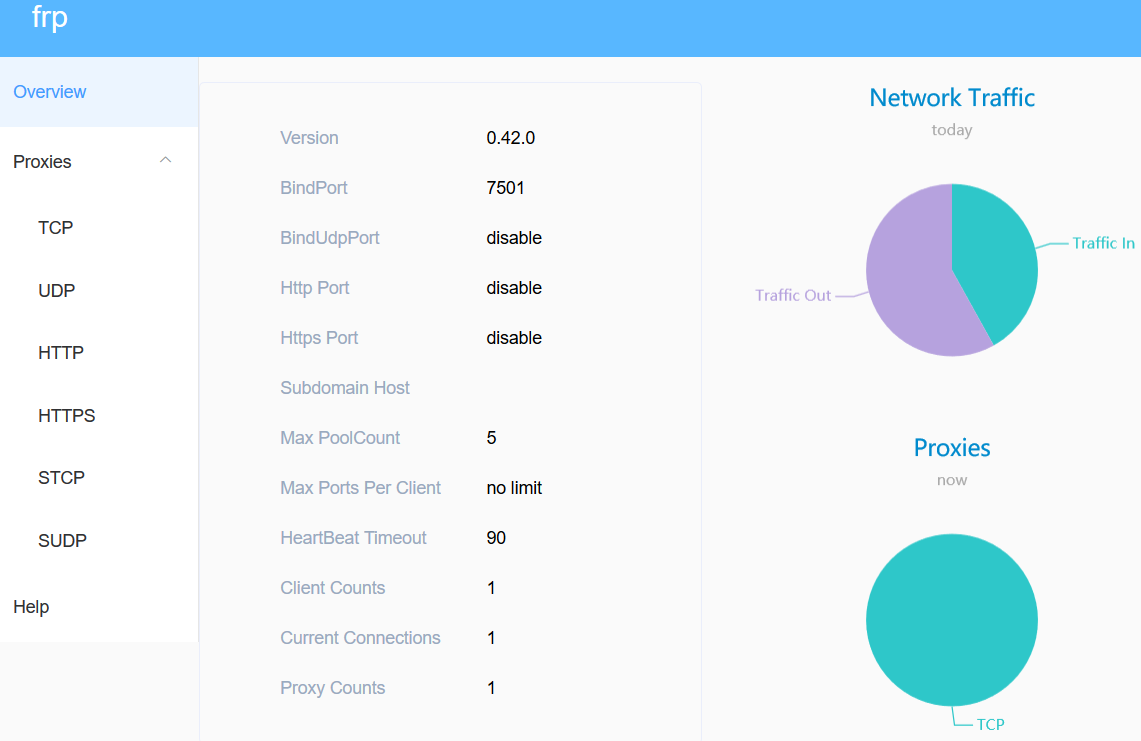 frp
Overview
Proxies
TCP
UDP
HTTP
HTTPS
STCP
SUDP
Help
Version 0.42.0
BindPort 7501
BindUdpPort disable
Http Port disable
Https Port disable
Subdomain Host
Max PoolCount 5
Max Ports Per Client no limit
HeartBeat Timeout 90
Client Counts 1
Current Connections 1
Proxy Counts 1
Network Traffic
today
Traffic In
Traffic Out
Proxies
now
TCP